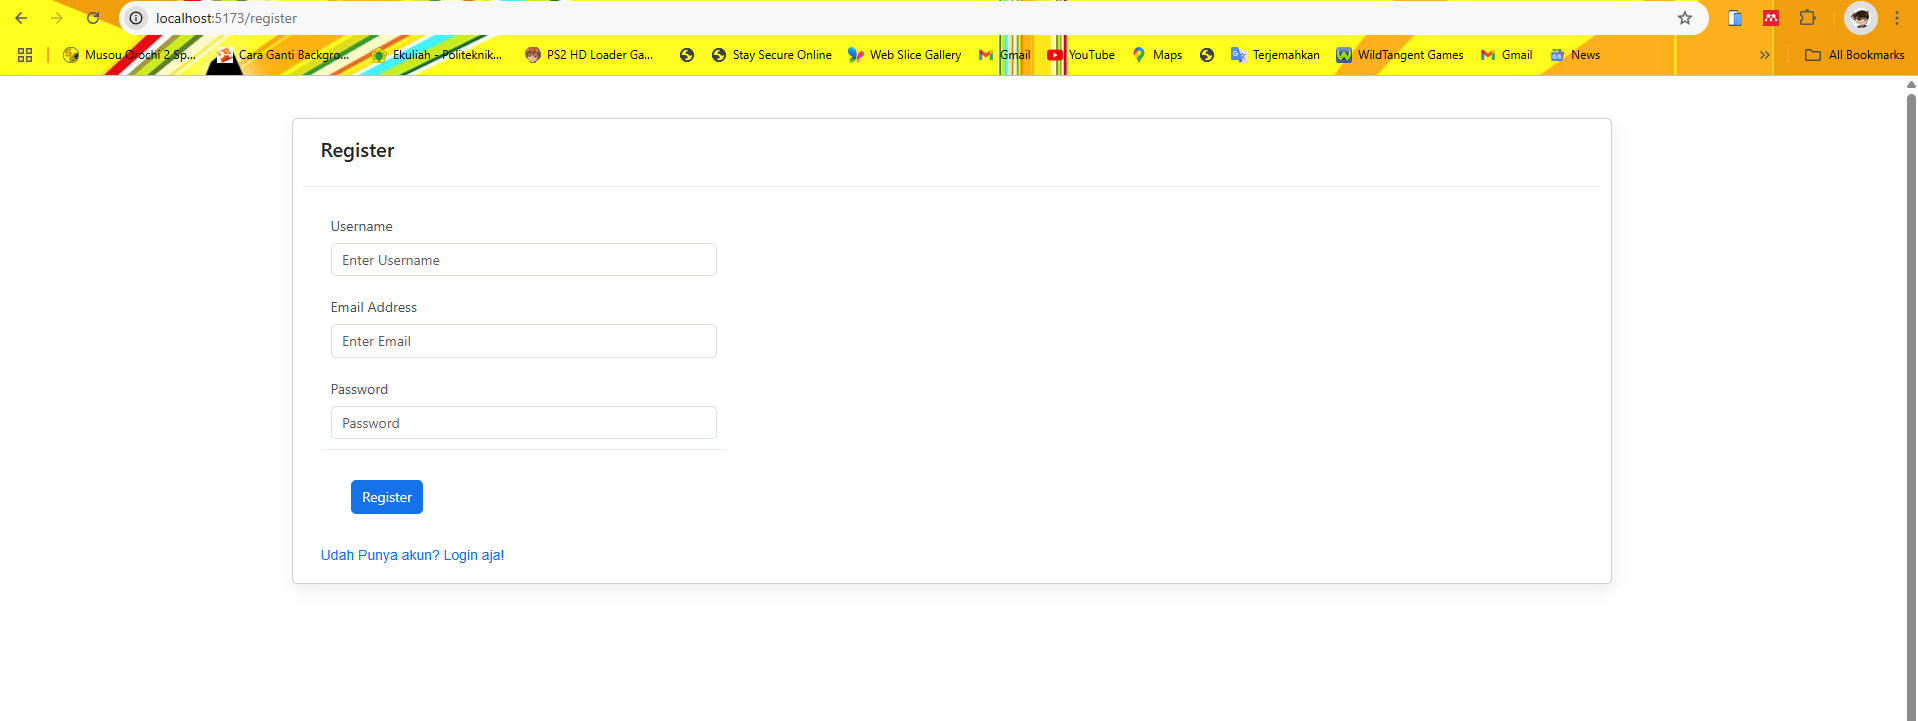 localhost:5173/register
Musou Orochi 2 Sp... Cara Ganti Backgro... Ekuliah - Politeknik... PS2 HD Loader Ga... Stay Secure Online Web Slice Gallery Gmail YouTube Maps Terjemahkan WildTangent Games Gmail News » All Bookmarks
Register
Username
Enter Username
Email Address
Enter Email
Password
Password
Register
Udah Punya akun? Login aja!